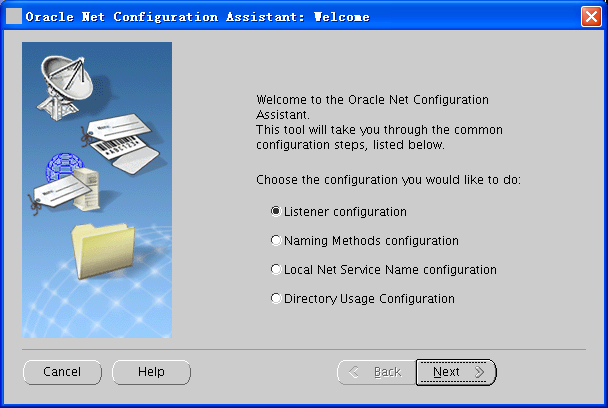 Oracle Net Configuration Assistant: Welcome
Welcome to the Oracle Net Configuration
Assistant.
This tool will take you through the common
configuration steps, listed below.
Choose the configuration you would like to do:
Listener configuration
Naming Methods configuration
Local Net Service Name configuration
Directory Usage Configuration
Cancel
Help
Back
Next